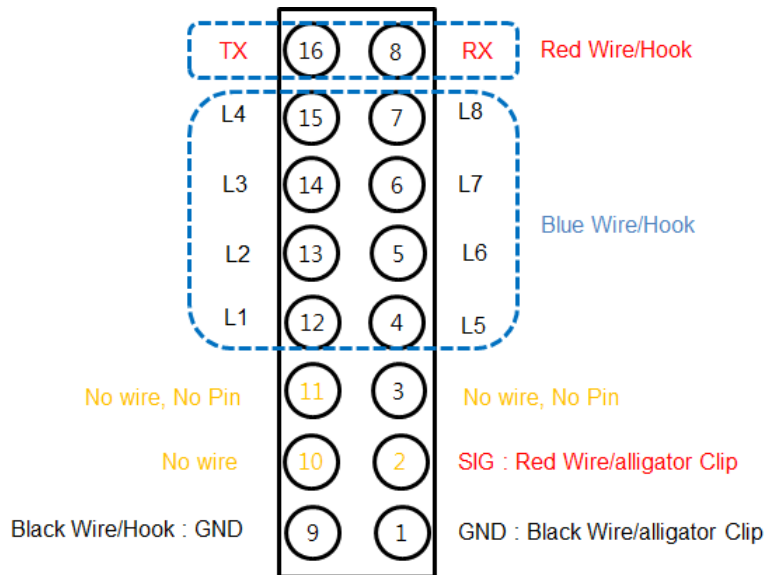 TX 16 8 RX Red Wire/Hook
L4 15 7 L8
L3 14 6 L7
Blue Wire/Hook
L2 13 5 L6
L1 12 4 L5
No wire, No Pin 11 3 No wire, No Pin
No wire 10 2 SIG : Red Wire/alligator Clip
Black Wire/Hook : GND 9 1 GND : Black Wire/alligator Clip